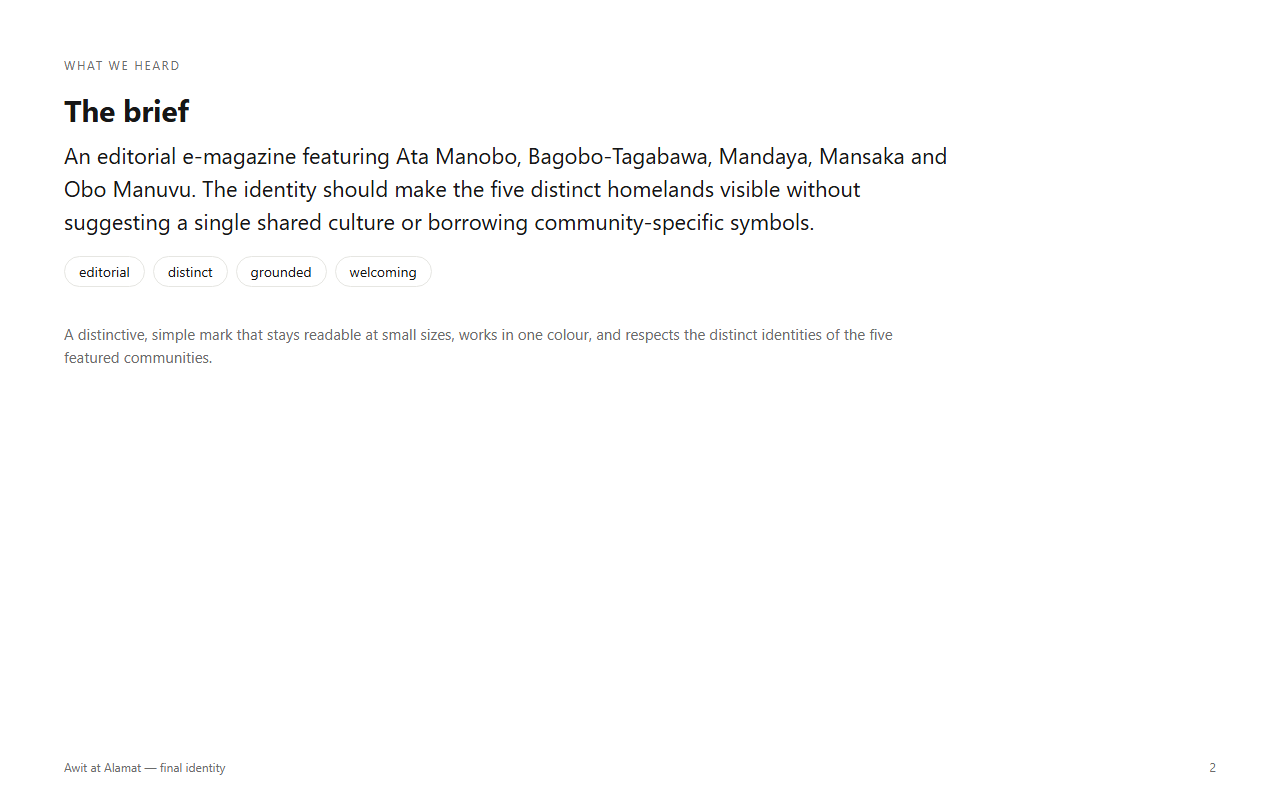 WHAT WE HEARD
The brief
An editorial e-magazine featuring Ata Manobo, Bagobo-Tagabawa, Mandaya, Mansaka and
Obo Manuvu. The identity should make the five distinct homelands visible without
suggesting a single shared culture or borrowing community-specific symbols.
editorial distinct grounded welcoming
A distinctive, simple mark that stays readable at small sizes, works in one colour, and respects the distinct identities of the five
featured communities.
Awit at Alamat — final identity 2